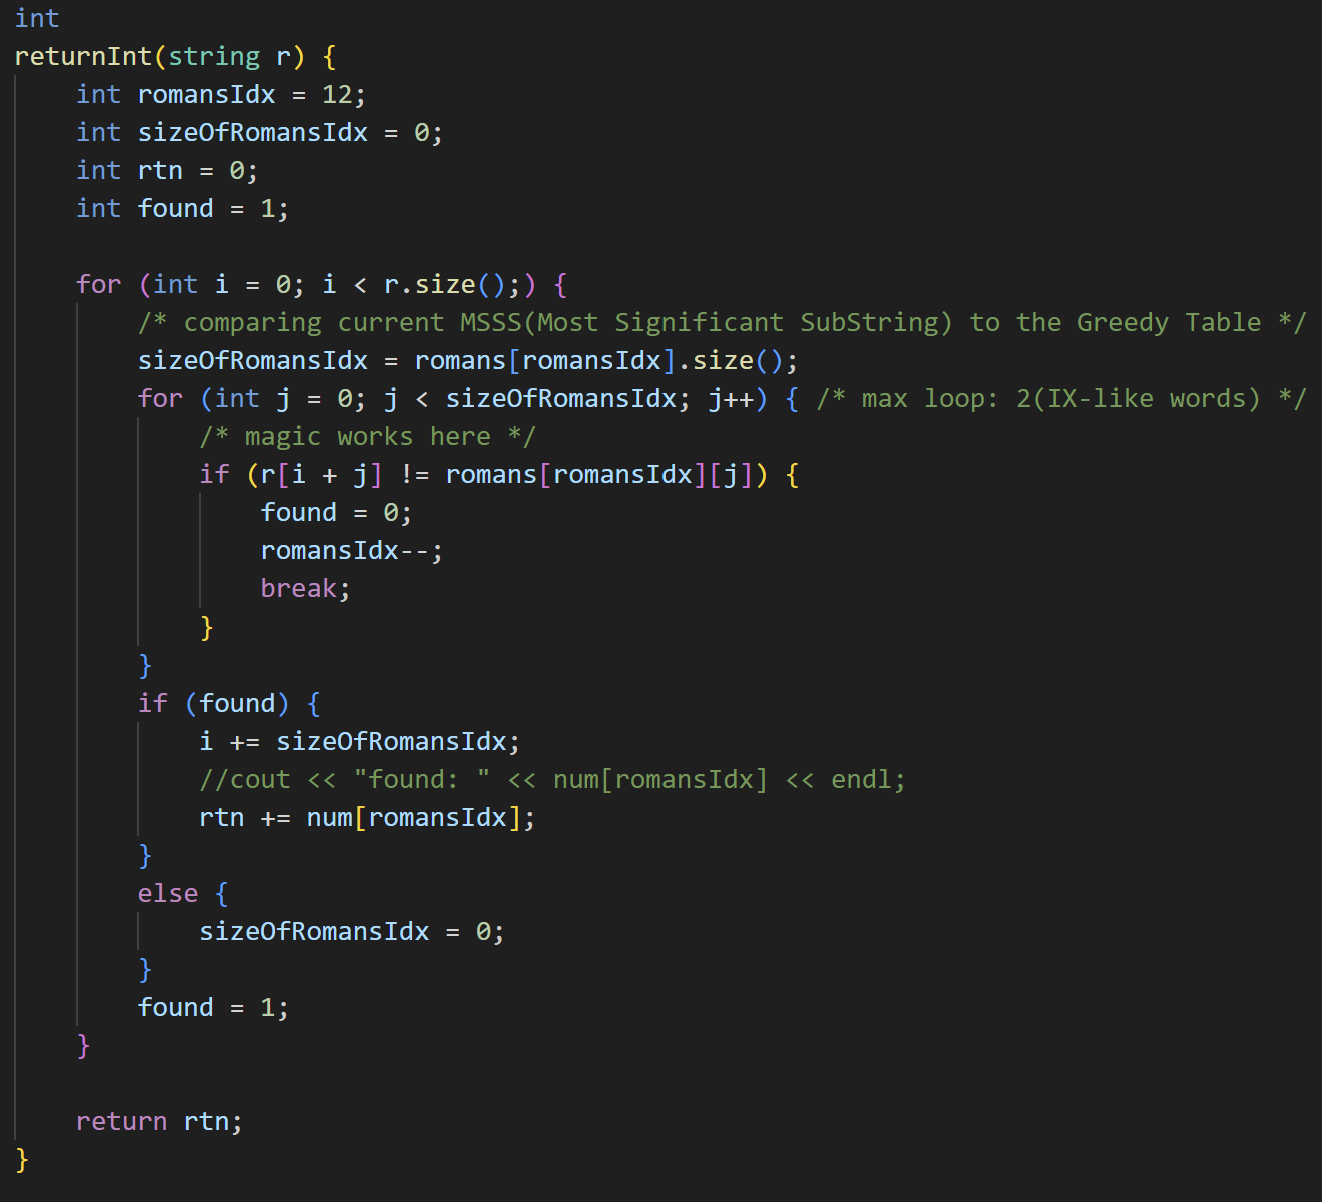 int
returnInt(string r) {
    int romansIdx = 12;
    int sizeOfRomansIdx = 0;
    int rtn = 0;
    int found = 1;

    for (int i = 0; i < r.size();) {
        /* comparing current MSSS(Most Significant SubString) to the Greedy Table */
        sizeOfRomansIdx = romans[romansIdx].size();
        for (int j = 0; j < sizeOfRomansIdx; j++) { /* max loop: 2(IX-like words) */
            /* magic works here */
            if (r[i + j] != romans[romansIdx][j]) {
                found = 0;
                romansIdx--;
                break;
            }
        }
        if (found) {
            i += sizeOfRomansIdx;
            //cout << "found: " << num[romansIdx] << endl;
            rtn += num[romansIdx];
        }
        else {
            sizeOfRomansIdx = 0;
        }
        found = 1;
    }

    return rtn;
}